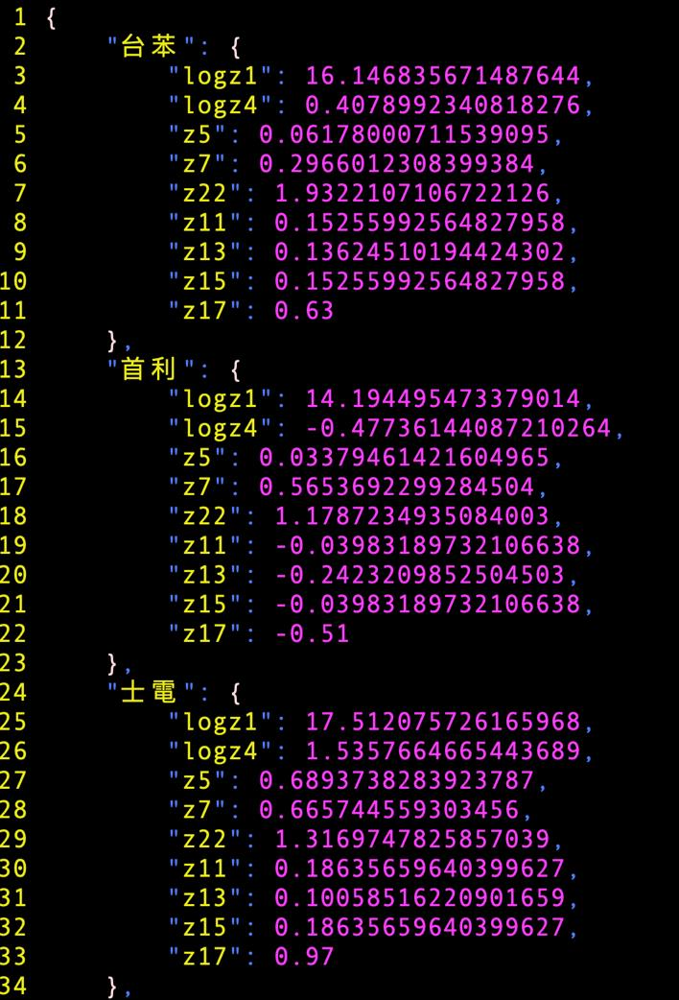 1 {
2     "台苯": {
3         "logz1": 16.146835671487644,
4         "logz4": 0.4078992340818276,
5         "z5": 0.06178000711539095,
6         "z7": 0.2966012308399384,
7         "z22": 1.9322107106722126,
8         "z11": 0.15255992564827958,
9         "z13": 0.13624510194424302,
10         "z15": 0.15255992564827958,
11         "z17": 0.63
12     },
13     "首利": {
14         "logz1": 14.194495473379014,
15         "logz4": -0.47736144087210264,
16         "z5": 0.03379461421604965,
17         "z7": 0.5653692299284504,
18         "z22": 1.1787234935084003,
19         "z11": -0.03983189732106638,
20         "z13": -0.2423209852504503,
21         "z15": -0.03983189732106638,
22         "z17": -0.51
23     },
24     "士電": {
25         "logz1": 17.512075726165968,
26         "logz4": 1.5357664665443689,
27         "z5": 0.6893738283923787,
28         "z7": 0.665744559303456,
29         "z22": 1.3169747825857039,
30         "z11": 0.18635659640399627,
31         "z13": 0.10058516220901659,
32         "z15": 0.18635659640399627,
33         "z17": 0.97
34     },